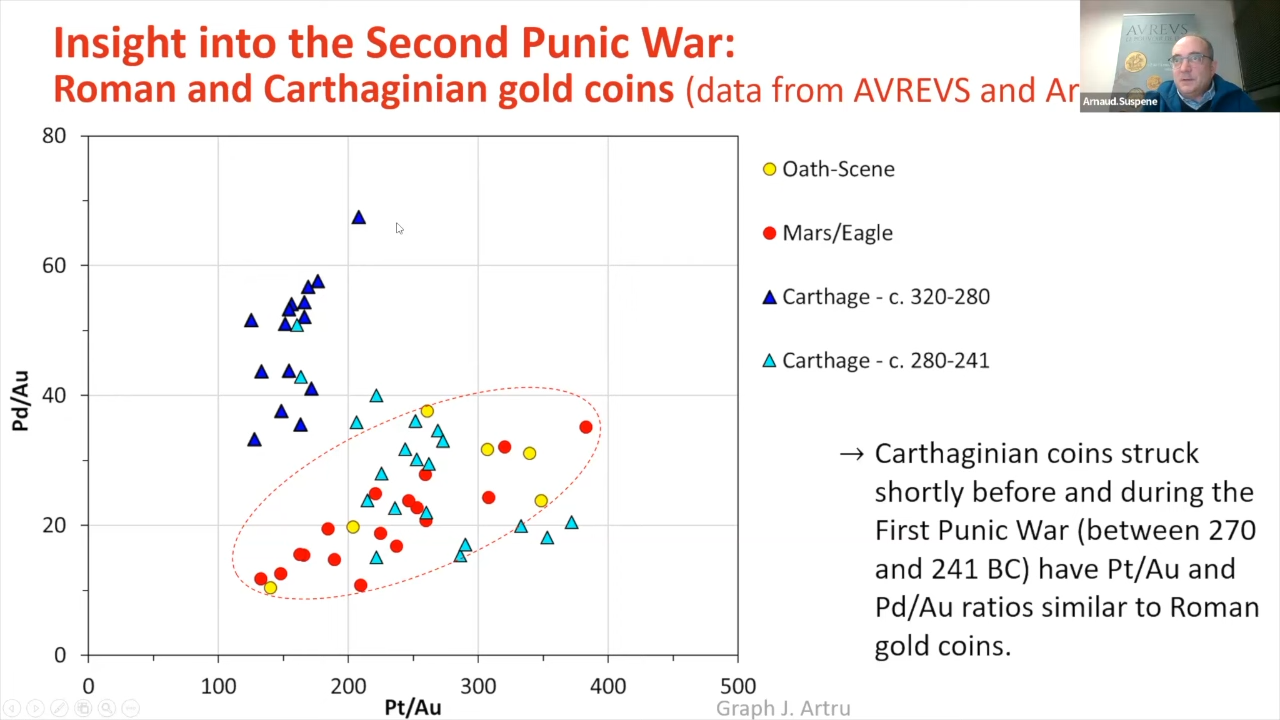 Insight into the Second Punic War:
Roman and Carthaginian gold coins (data from AVREVS and Ar
AVREVS
Arnaud.Suspene
80
60
40
20
0
Pd/Au
0 100 200 300 400 500
Pt/Au
Oath-Scene
Mars/Eagle
Carthage - c. 320-280
Carthage - c. 280-241
→ Carthaginian coins struck
shortly before and during the
First Punic War (between 270
and 241 BC) have Pt/Au and
Pd/Au ratios similar to Roman
gold coins.
Graph J. Artru